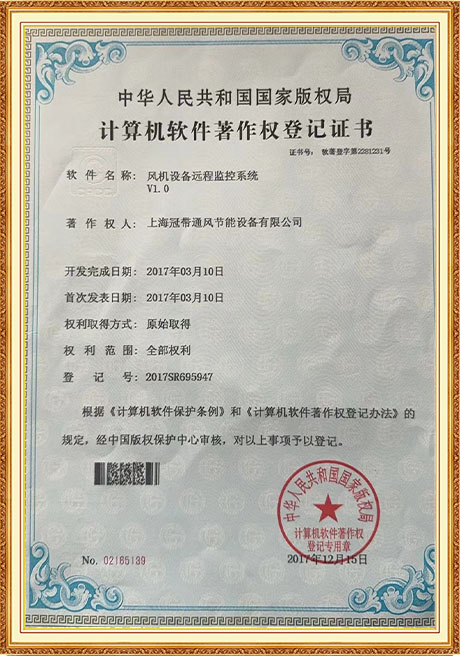 中华人民共和国国家版权局
计算机软件著作权登记证书
证书号： 软著登字第2281231号
软件名称： 风机设备远程监控系统
V1.0
著作权人： 上海冠带通风节能设备有限公司
开发完成日期： 2017年03月10日
首次发表日期： 2017年03月10日
权利取得方式： 原始取得
权利范围： 全部权利
登记号： 2017SR695947
根据《计算机软件保护条例》和《计算机软件著作权登记办法》的
规定，经中国版权保护中心审核，对以上事项予以登记。
中华人民共和国国家版权局
计算机软件著作权
登记专用章
No. 02165139
2017年12月15日